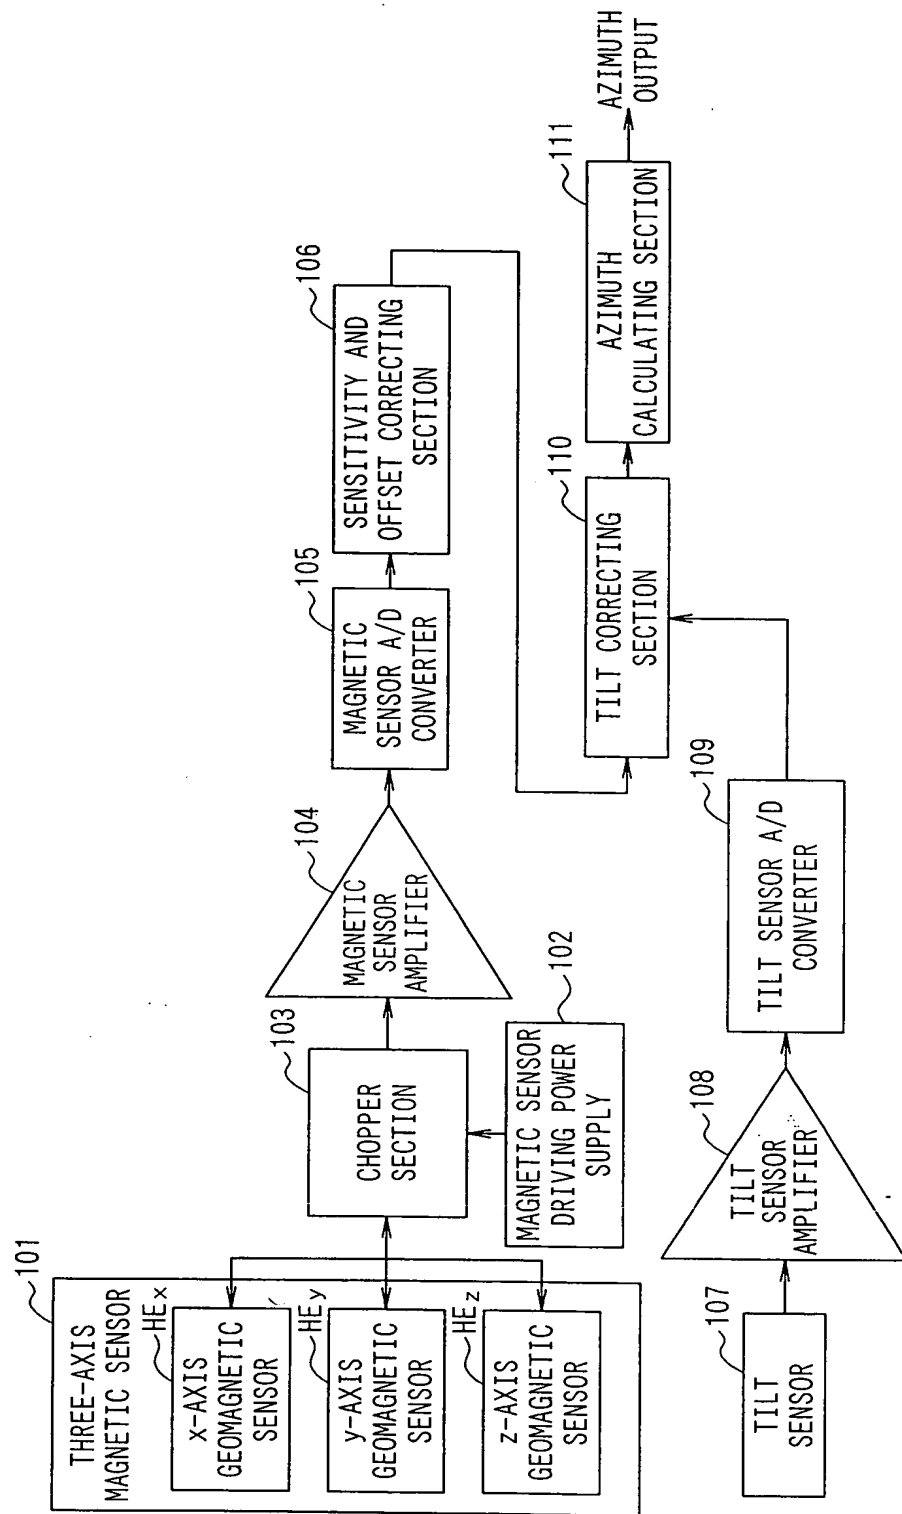 101
THREE-AXIS
MAGNETIC SENSOR
HEx
x-AXIS
GEOMAGNETIC
SENSOR
HEy
y-AXIS
GEOMAGNETIC
SENSOR
HEz
z-AXIS
GEOMAGNETIC
SENSOR
103
CHOPPER
SECTION
102
MAGNETIC SENSOR
DRIVING POWER
SUPPLY
104
MAGNETIC
SENSOR
AMPLIFIER
105
MAGNETIC
SENSOR A/D
CONVERTER
106
SENSITIVITY AND
OFFSET CORRECTING
SECTION
107
TILT
SENSOR
108
TILT
SENSOR
AMPLIFIER
109
TILT SENSOR A/D
CONVERTER
110
TILT CORRECTING
SECTION
111
AZIMUTH
CALCULATING SECTION
AZIMUTH
OUTPUT